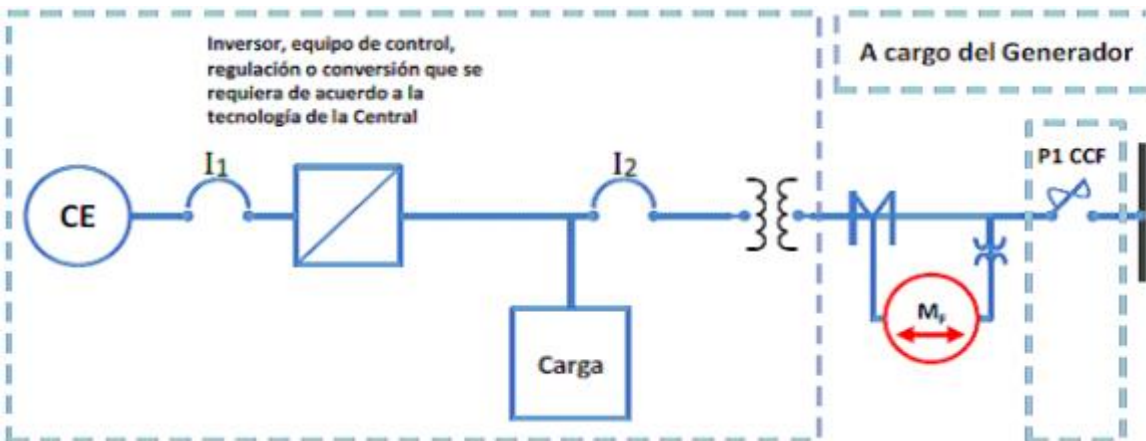 Inversor, equipo de control,
regulación o conversión que se
requiera de acuerdo a la
tecnología de la Central
A cargo del Generador
CE
I1
I2
P1 CCF
MF
Carga